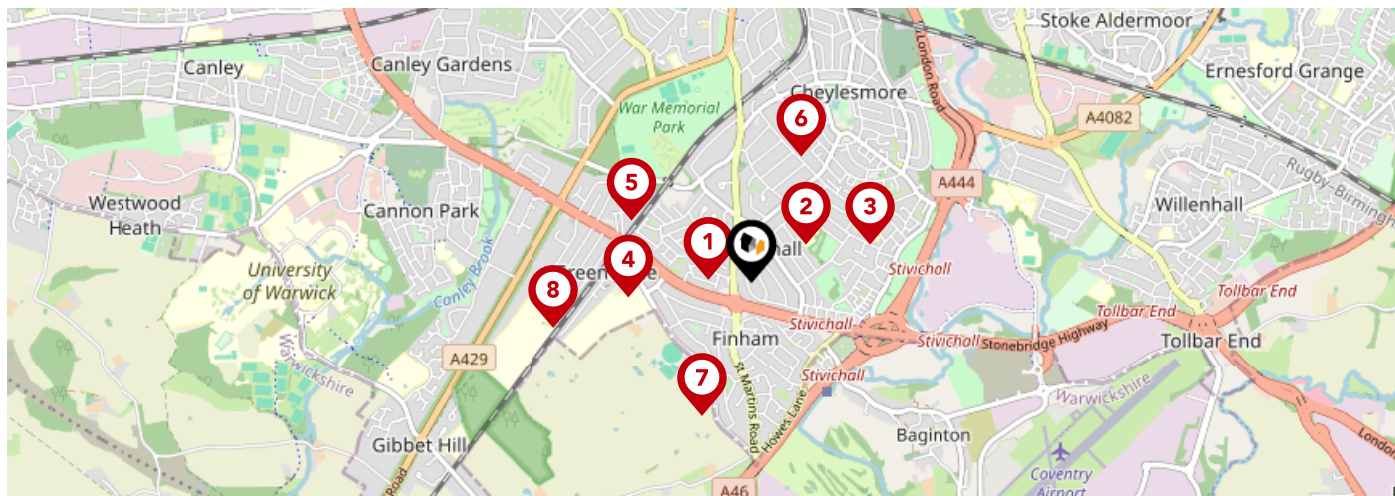 Stoke Aldermoor
Canley
Canley Gardens
Ernesford Grange
War Memorial
Park
Cheylesmore
London Road
A4082
6
Rugby-Birmingh
5
A444
Westwood
Heath
Cannon Park
2
3
Willenhall
1
hall
Canley Brook
University
of Warwick
4
8
Stivichall
Tollbar End
Tollbar End
Stivichall
Stivichall
Stonebridge Highway
Tollbar End
Finham
Warwickshire
A429
7
St Martins Road
Stivichall
Howes Lane
Warwickshire
Gibbet Hill
Baginton
London
Coventry
Airport
Road
A46